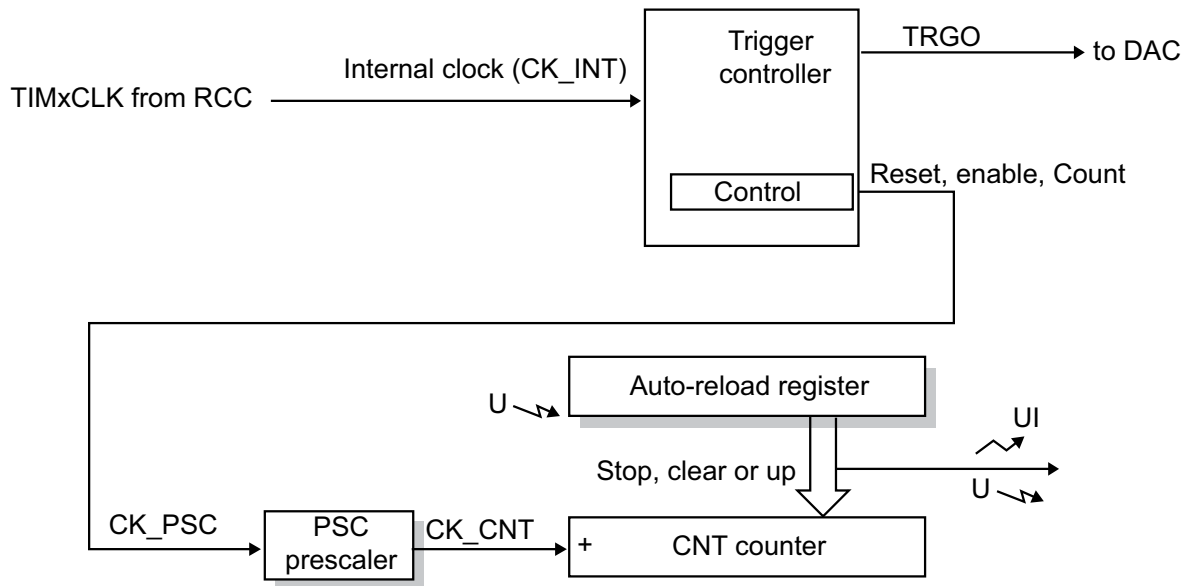 Trigger
controller
TRGO
to DAC
Internal clock (CK_INT)
TIMxCLK from RCC
Control
Reset, enable, Count
Auto-reload register
U
UI
Stop, clear or up
U
CK_PSC
PSC
prescaler
CK_CNT
+
CNT counter